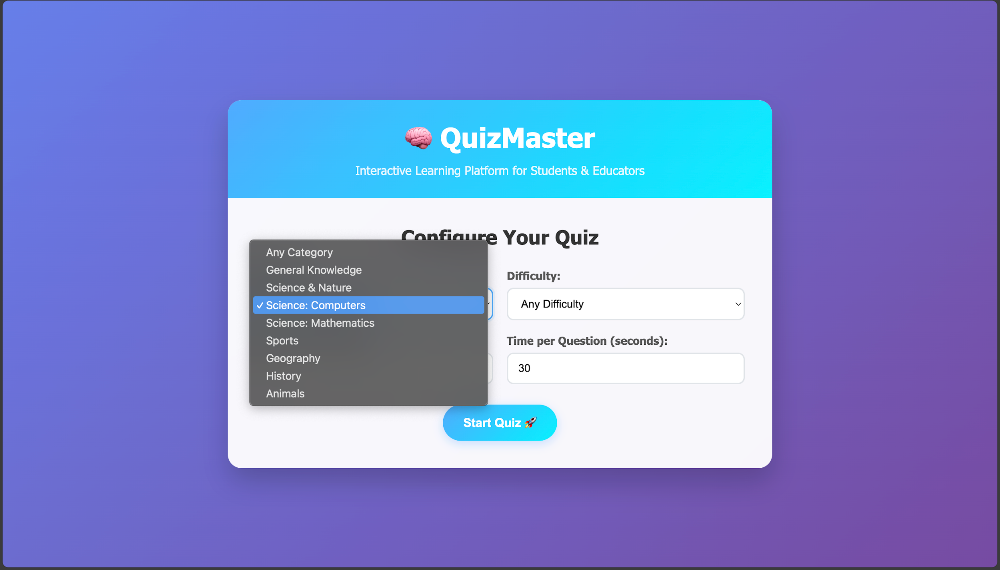 🧠 QuizMaster
Interactive Learning Platform for Students & Educators
Configure Your Quiz
Any Category
General Knowledge
Science & Nature
✓ Science: Computers
Science: Mathematics
Sports
Geography
History
Animals
Difficulty:
Any Difficulty
Time per Question (seconds):
30
Start Quiz 🚀